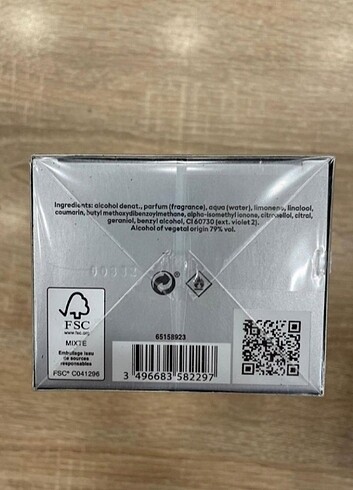 Ingredients: alcohol denat., parfum (fragrance), aqua (water), limonene, linalool,
coumarin, butyl methoxydibenzoylmethane, alpha-isomethyl ionone, citronellol, citral,
geraniol, benzyl alcohol, CI 60730 (ext. violet 2).
Alcohol of vegetal origin 79% vol.
FSC
www.fsc.org
MIXTE
Emballage issu
de sources
responsables
FSC® C041296
65158923
3 496683 582297